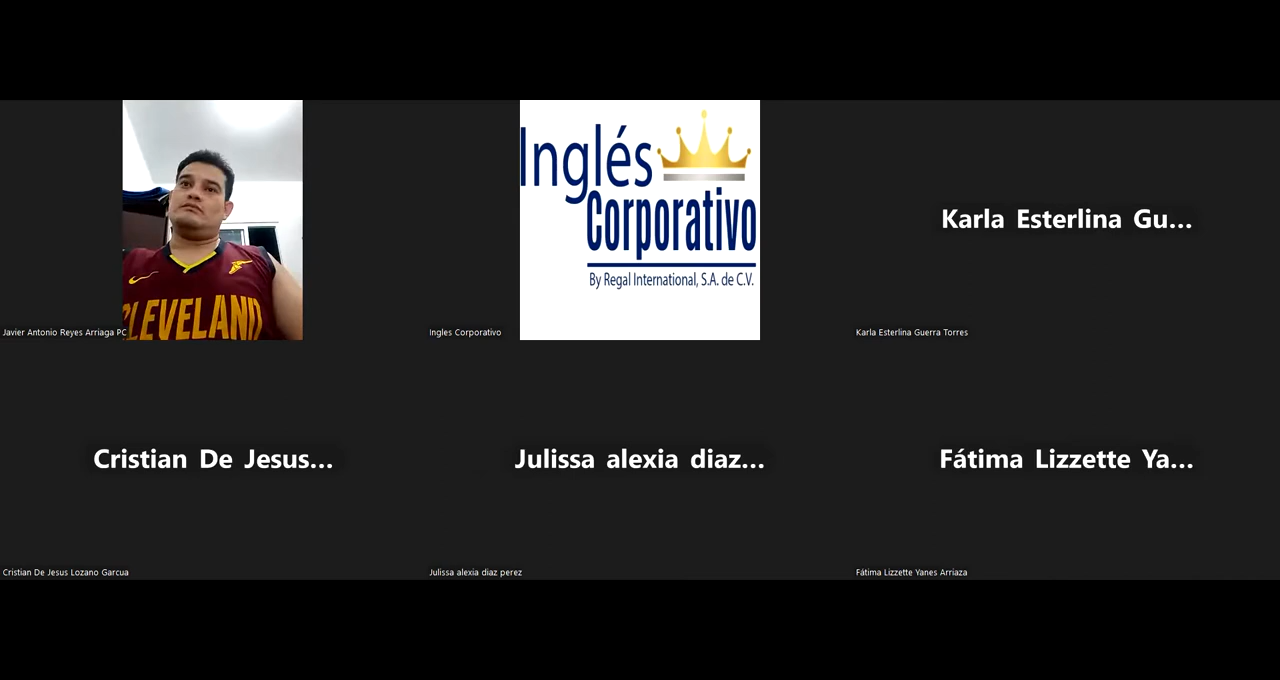 CLEVELAND
Javier Antonio Reyes Arriaga PC
Inglés
Corporativo
By Regal International, S.A. de C.V.
Ingles Corporativo
Karla Esterlina Gu...
Karla Esterlina Guerra Torres
Cristian De Jesus...
Cristian De Jesus Lozano Garcua
Julissa alexia diaz...
Julissa alexia diaz perez
Fátima Lizzette Ya...
Fátima Lizzette Yanes Arriaza